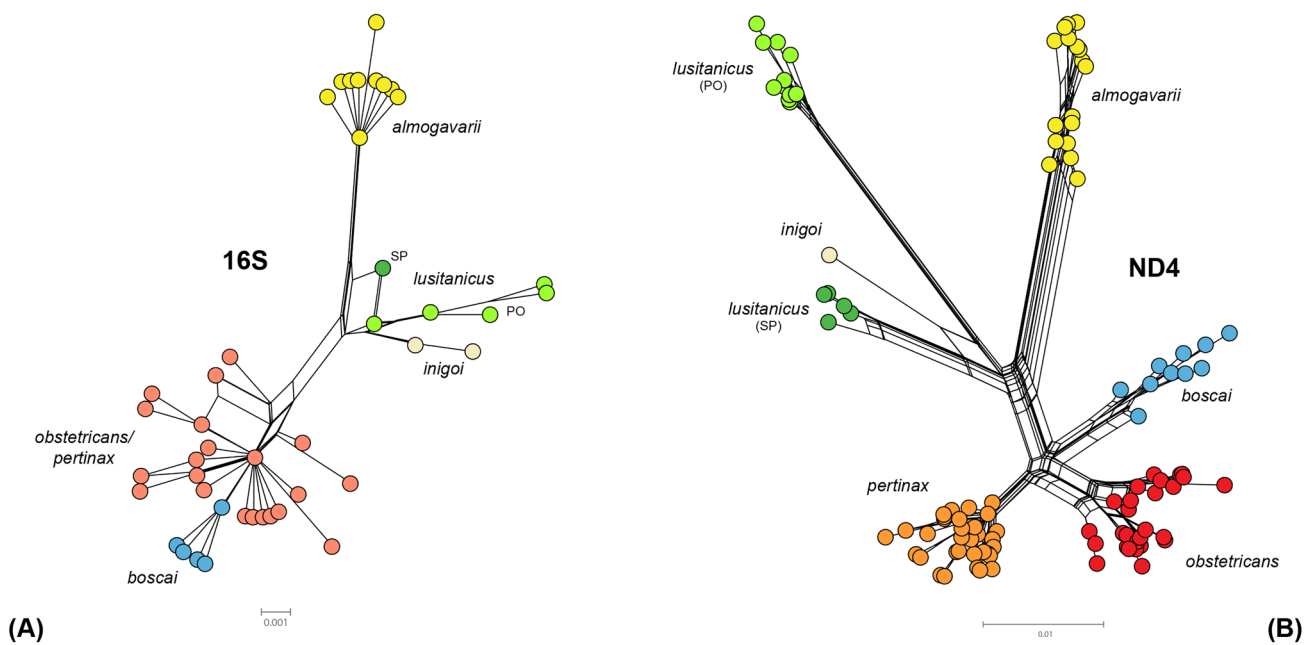 almogavarii
16S
SP
lusitanicus
PO
inigoi
obstetricans/
pertinax
boscai
0.001
(A)
lusitanicus
(PO)
almogavarii
inigoi
ND4
lusitanicus
(SP)
boscai
pertinax
obstetricans
0.01
(B)